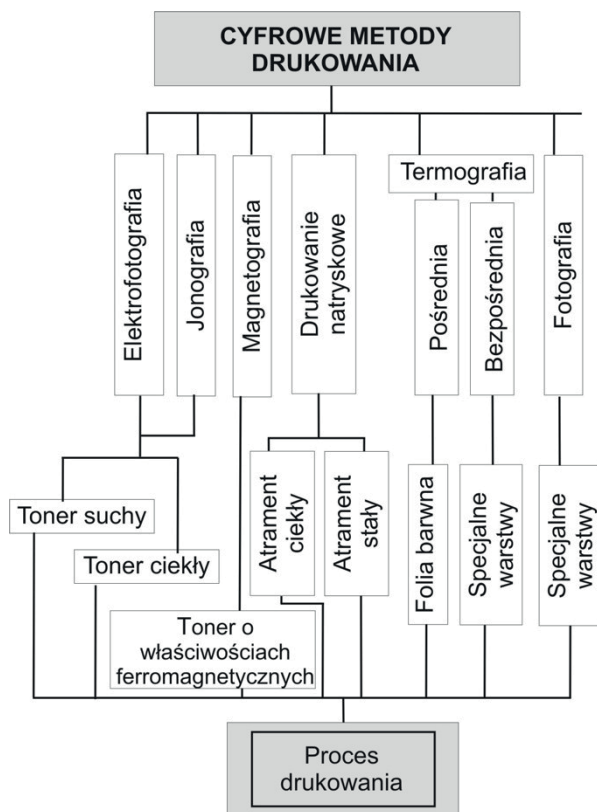 CYFROWE METODY
DRUKOWANIA
Elektrofotografia
Jonografia
Magnetografia
Drukowanie
natryskowe
Termografia
Pośrednia
Bezpośrednia
Fotografia
Toner suchy
Toner ciekły
Toner o
właściwościach
ferromagnetycznych
Atrament
ciekły
Atrament
stały
Folia barwna
Specjalne
warstwy
Specjalne
warstwy
Proces
drukowania